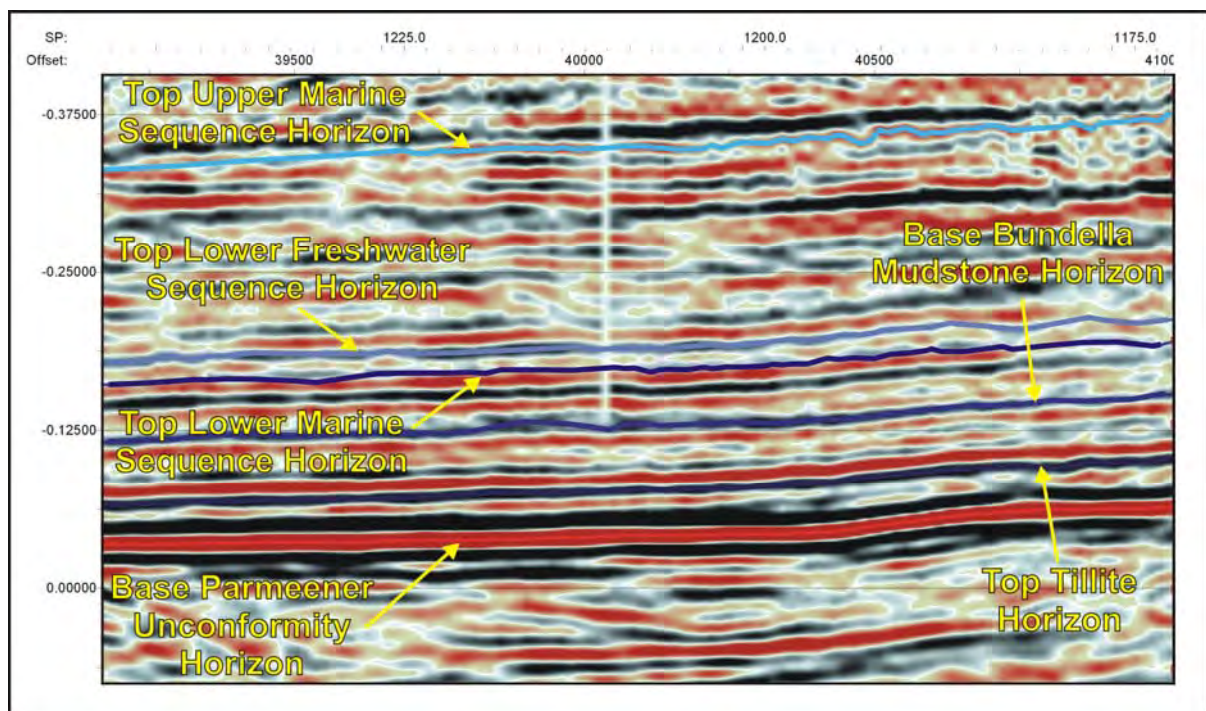 SP: 1225.0 1200.0 1175.0
Offset: 39500 40000 40500 4100
Top Upper Marine
Sequence Horizon
-0.37500
Top Lower Freshwater
Sequence Horizon
Base Bundella
Mudstone Horizon
-0.25000
Top Lower Marine
Sequence Horizon
-0.12500
Base Parmeener
Unconformity
Horizon
Top Tillite
Horizon
0.00000